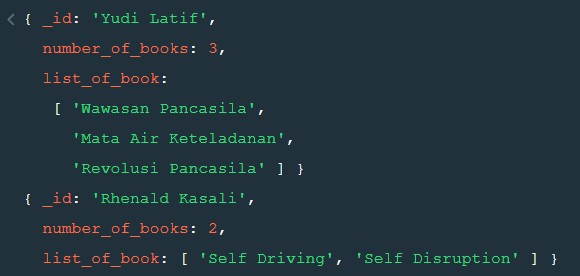 { _id: 'Yudi Latif',
number_of_books: 3,
list_of_book:
[ 'Wawasan Pancasila',
'Mata Air Keteladanan',
'Revolusi Pancasila' ] }
{ _id: 'Rhenald Kasali',
number_of_books: 2,
list_of_book: [ 'Self Driving', 'Self Disruption' ] }